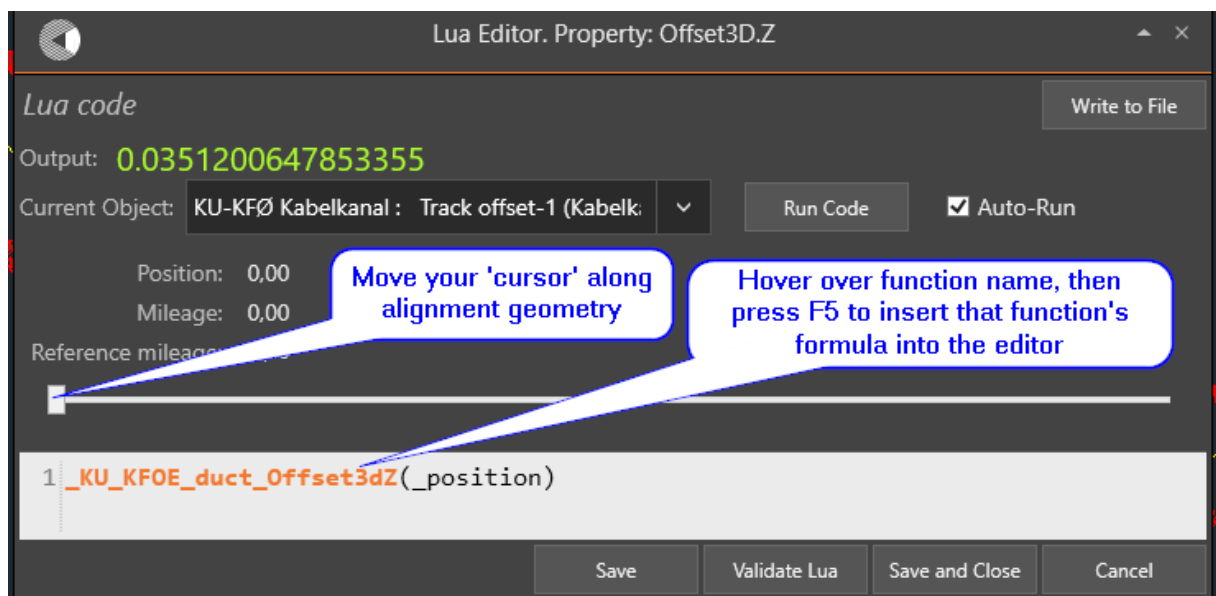 Lua Editor. Property: Offset3D.Z
Lua code
Write to File
Output: 0.0351200647853355
Current Object: KU-KFØ Kabelkanal : Track offset-1 (Kabelk
Run Code
Auto-Run
Position: 0,00
Mileage: 0,00
Move your 'cursor' along
alignment geometry
Hover over function name, then
press F5 to insert that function's
formula into the editor
Reference
1 _KU_KFOE_duct_Offset3dZ(_position)
Save
Validate Lua
Save and Close
Cancel